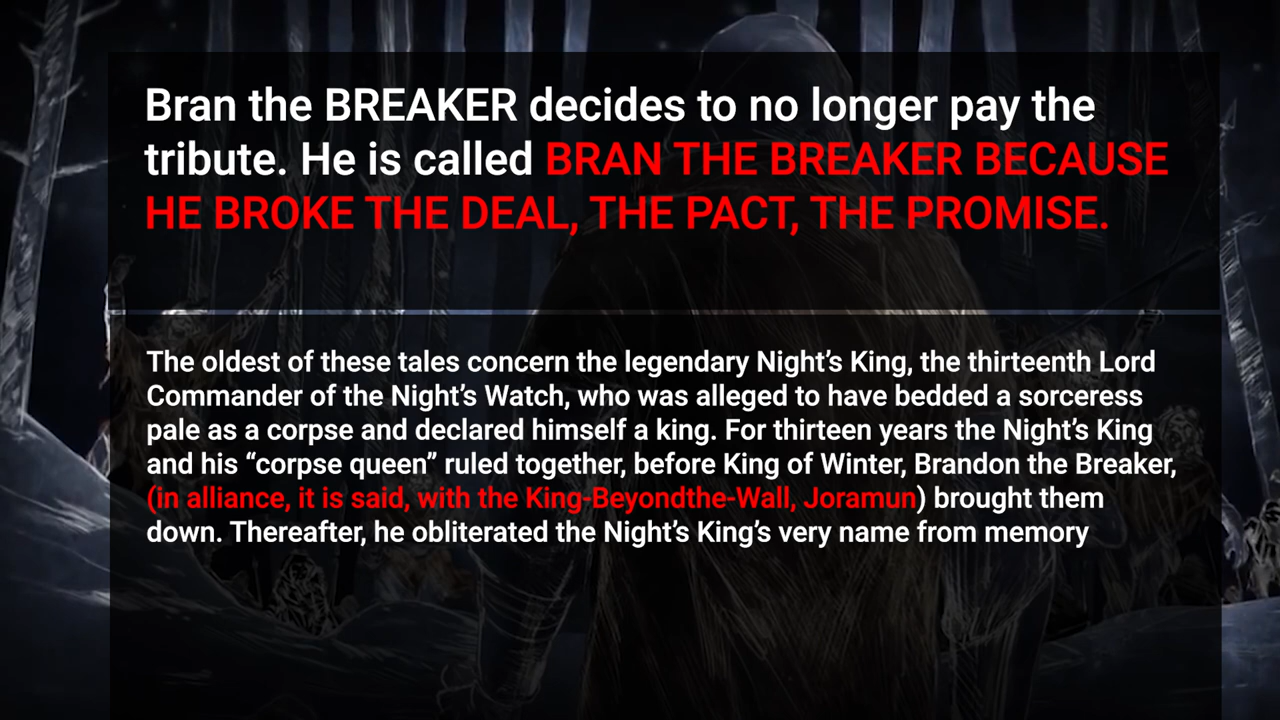 Bran the BREAKER decides to no longer pay the
tribute. He is called BRAN THE BREAKER BECAUSE
HE BROKE THE DEAL, THE PACT, THE PROMISE.
The oldest of these tales concern the legendary Night’s King, the thirteenth Lord
Commander of the Night’s Watch, who was alleged to have bedded a sorceress
pale as a corpse and declared himself a king. For thirteen years the Night’s King
and his “corpse queen” ruled together, before King of Winter, Brandon the Breaker,
(in alliance, it is said, with the King-Beyondthe-Wall, Joramun) brought them
down. Thereafter, he obliterated the Night’s King’s very name from memory